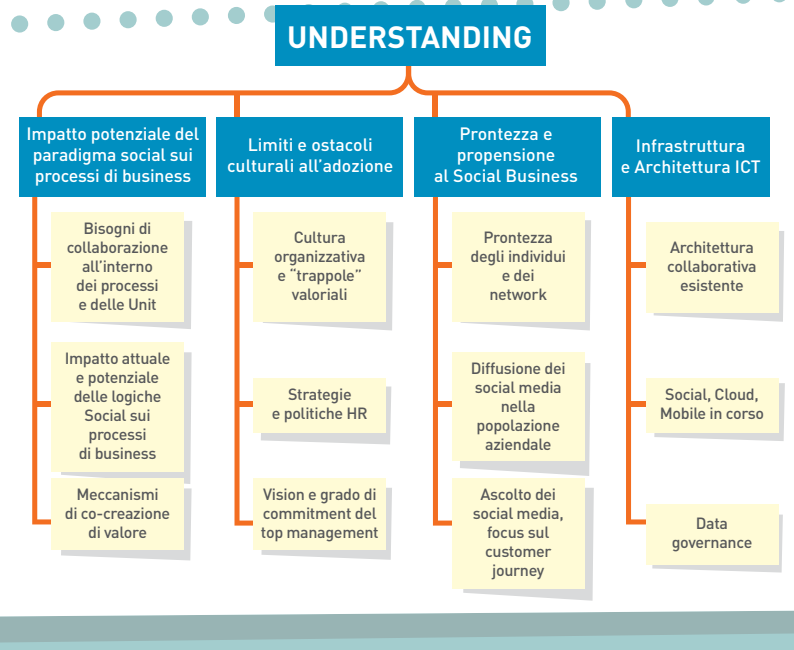 UNDERSTANDING
Impatto potenziale del
paradigma social sui
processi di business
Bisogni di
collaborazione
all'interno
dei processi
e delle Unit
Impatto attuale
e potenziale
delle logiche
Social sui
processi
di business
Meccanismi
di co-creazione
di valore
Limiti e ostacoli
culturali all'adozione
Cultura
organizzativa
e “trappole”
valoriali
Strategie
e politiche HR
Vision e grado di
commitment del
top management
Prontezza e
propensione
al Social Business
Prontezza
degli individui
e dei
network
Diffusione dei
social media
nella
popolazione
aziendale
Ascolto dei
social media,
focus sul
customer
journey
Infrastruttura
e Architettura ICT
Architettura
collaborativa
esistente
Social, Cloud,
Mobile in corso
Data
governance